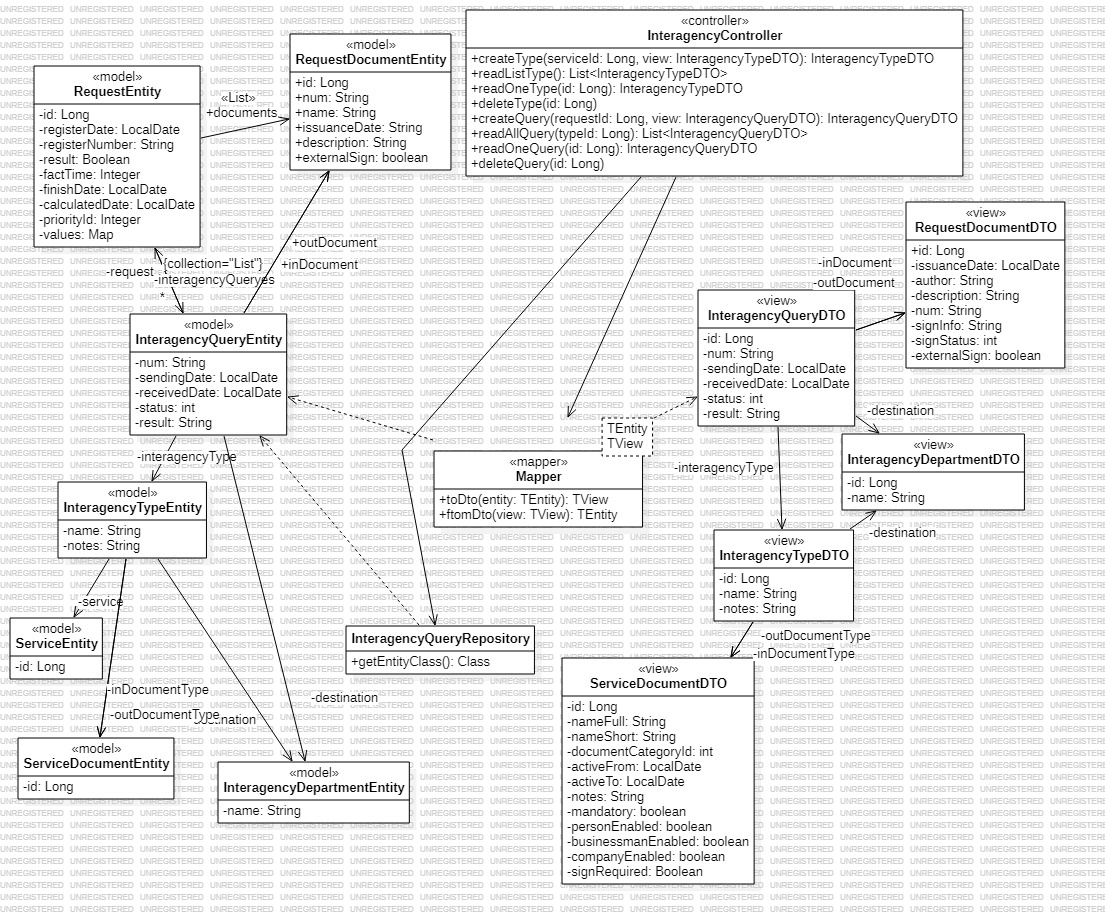 «controller»
InteragencyController
+createType(serviceId: Long, view: InteragencyTypeDTO): InteragencyTypeDTO
+readListType(): List<InteragencyTypeDTO>
+readOneType(id: Long): InteragencyTypeDTO
+deleteType(id: Long)
+createQuery(requestId: Long, view: InteragencyQueryDTO): InteragencyQueryDTO
+readAllQuery(typeId: Long): List<InteragencyQueryDTO>
+readOneQuery(id: Long): InteragencyQueryDTO
+deleteQuery(id: Long)
«model»
RequestDocumentEntity
+id: Long
+num: String
+name: String
+issuanceDate: String
+description: String
+externalSign: boolean
«model»
RequestEntity
-id: Long
-registerDate: LocalDate
-registerNumber: String
-result: Boolean
-factTime: Integer
-finishDate: LocalDate
-calculatedDate: LocalDate
-priorityId: Integer
-values: Map
«List»
+documents
+outDocument
+inDocument
-request
{collection="List"}
-interagencyQueryes
*
«view»
RequestDocumentDTO
+id: Long
-issuanceDate: LocalDate
-author: String
-description: String
-num: String
-signInfo: String
-signStatus: int
-externalSign: boolean
-inDocument
-outDocument
«view»
InteragencyQueryDTO
-id: Long
-num: String
-sendingDate: LocalDate
-receivedDate: LocalDate
-status: int
-result: String
«model»
InteragencyQueryEntity
-num: String
-sendingDate: LocalDate
-receivedDate: LocalDate
-status: int
-result: String
-destination
TEntity
TView
«view»
InteragencyDepartmentDTO
-id: Long
-name: String
-interagencyType
«mapper»
Mapper
+toDto(entity: TEntity): TView
+ftomDto(view: TView): TEntity
-interagencyType
«model»
InteragencyTypeEntity
-name: String
-notes: String
-destination
«view»
InteragencyTypeDTO
-id: Long
-name: String
-notes: String
-service
«model»
ServiceEntity
-id: Long
InteragencyQueryRepository
+getEntityClass(): Class
-outDocumentType
-inDocumentType
«view»
ServiceDocumentDTO
-id: Long
-nameFull: String
-nameShort: String
-documentCategoryId: int
-activeFrom: LocalDate
-activeTo: LocalDate
-notes: String
-mandatory: boolean
-personEnabled: boolean
-businessmanEnabled: boolean
-companyEnabled: boolean
-signRequired: Boolean
-inDocumentType
-destination
-outDocumentType
«model»
ServiceDocumentEntity
-id: Long
«model»
InteragencyDepartmentEntity
-name: String